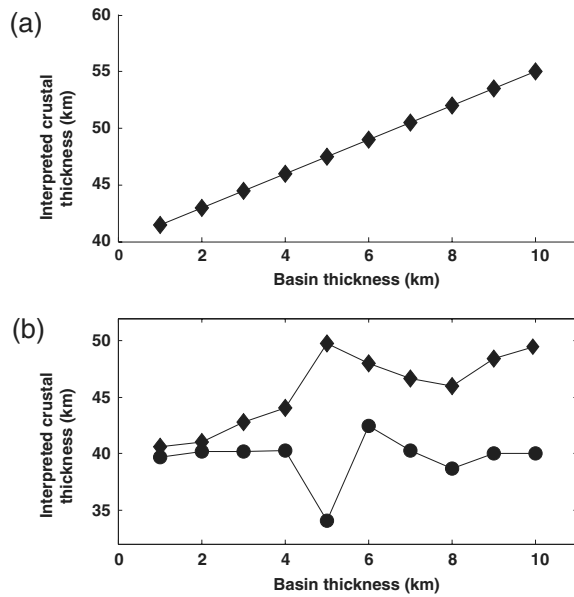 (a)
60
55
50
45
40
Interpreted crustal
thickness (km)
0 2 4 6 8 10
Basin thickness (km)
(b)
50
45
40
35
Interpreted crustal
thickness (km)
0 2 4 6 8 10
Basin thickness (km)